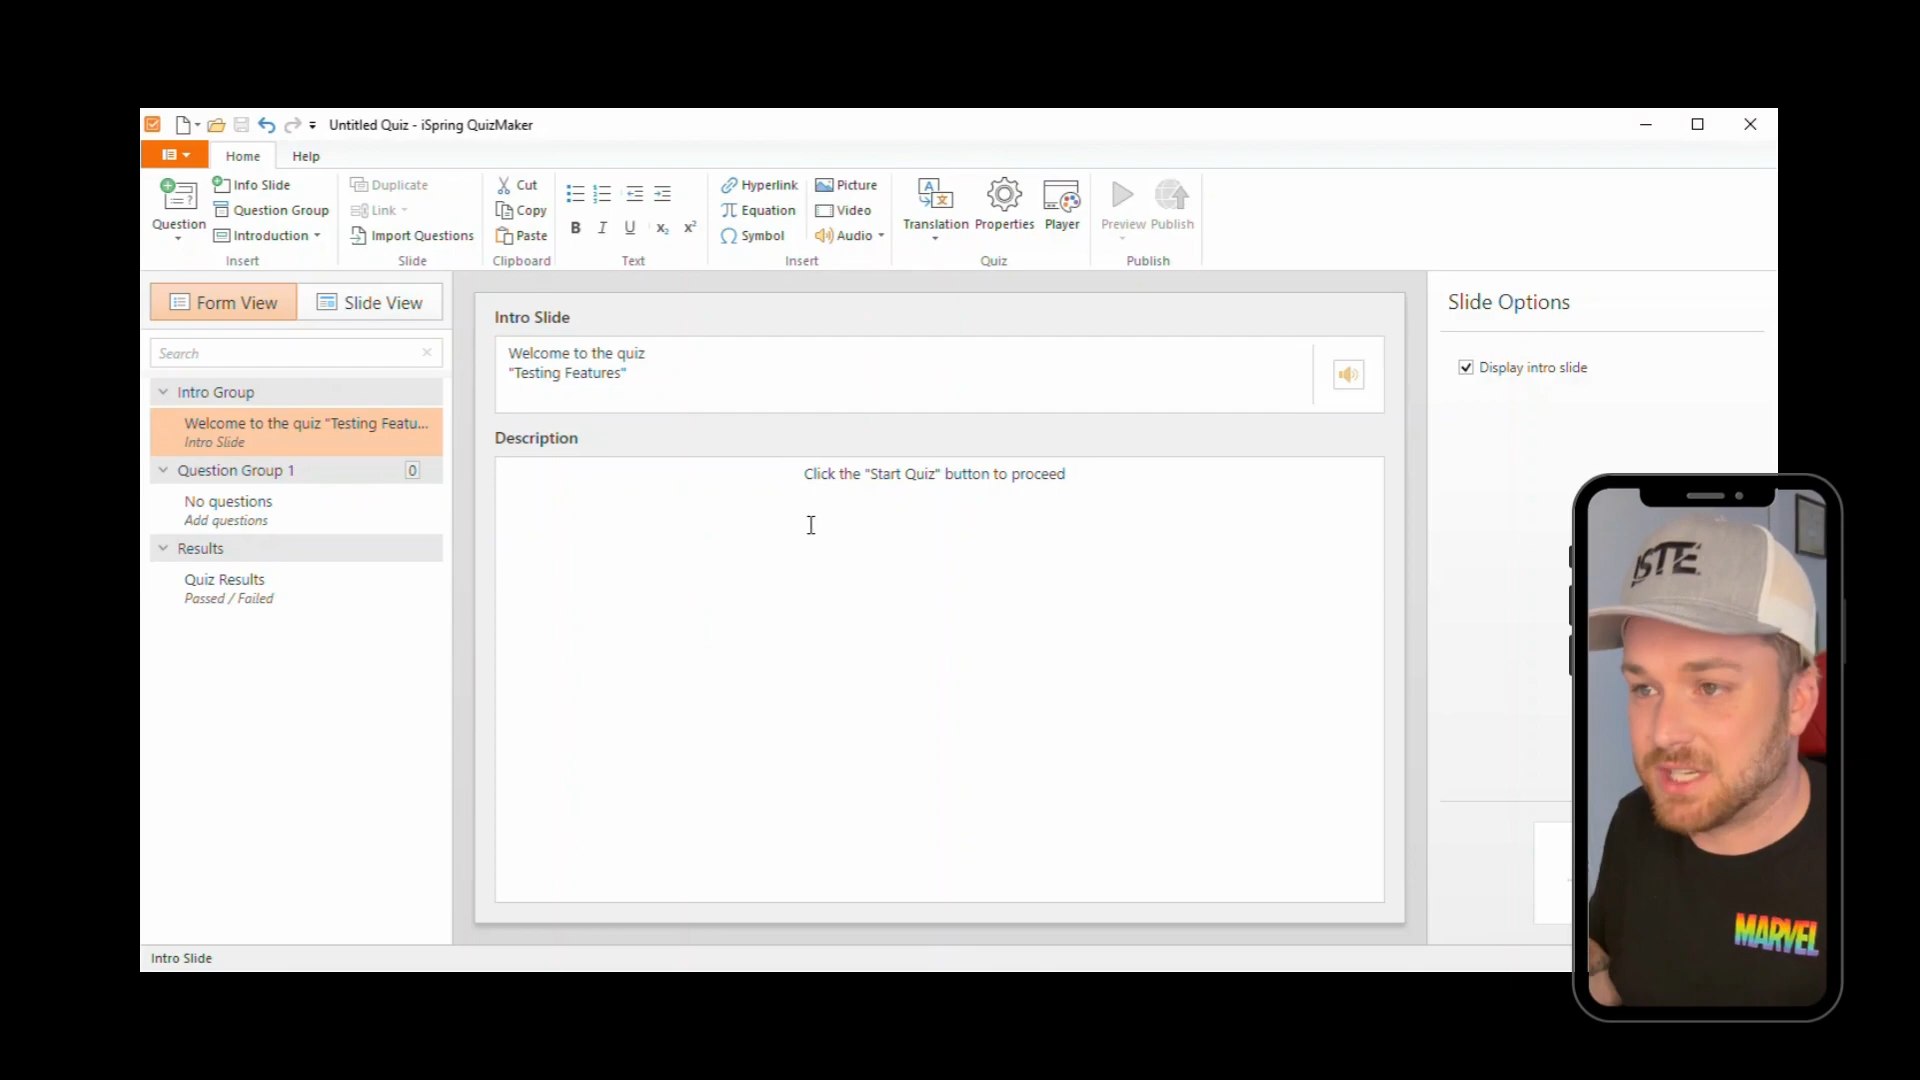 Untitled Quiz - iSpring QuizMaker
Home
Help
Question
Info Slide
Question Group
Introduction
Insert
Duplicate
Link
Import Questions
Slide
Cut
Copy
Paste
Clipboard
B I U x₂ x²
Text
Hyperlink
Equation
Symbol
Picture
Video
Audio
Insert
Translation
Properties
Player
Quiz
Preview
Publish
Publish
Form View
Slide View
Search
Intro Group
Welcome to the quiz "Testing Featu...
Intro Slide
Question Group 1
0
No questions
Add questions
Results
Quiz Results
Passed / Failed
Intro Slide
Welcome to the quiz
"Testing Features"
Description
Click the "Start Quiz" button to proceed
Slide Options
Display intro slide
Intro Slide
ISTE
MARVEL